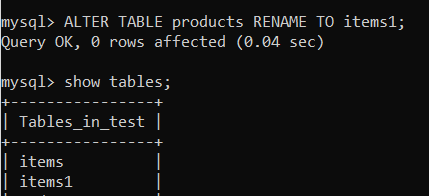 mysql> ALTER TABLE products RENAME TO items1;
Query OK, 0 rows affected (0.04 sec)
mysql> show tables;
+----------------+
| Tables_in_test |
+----------------+
| items          |
| items1         |